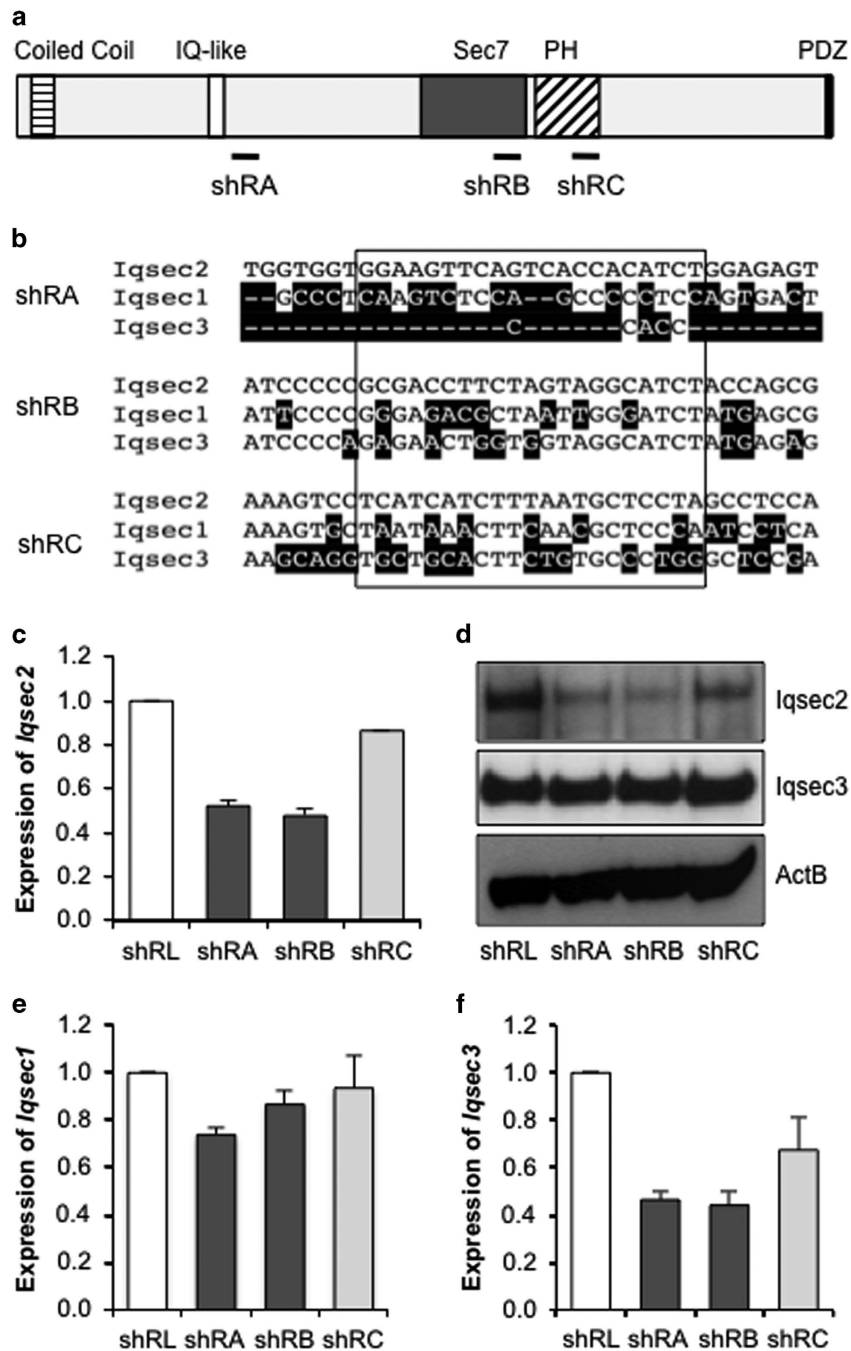 a
Coiled Coil IQ-like Sec7 PH PDZ
shRA shRB shRC
b
shRA
Iqsec2 TGGTGGTGGAAGTTCAGTCACCACATCTGGAGAGT
Iqsec1 --GCCCTCAAGTCTCCA--GCCCCCTCCAGTGACT
Iqsec3 ----------------C------CACC--------
shRB
Iqsec2 ATCCCCCGCGACCTTCTAGTAGGCATCTACCAGCG
Iqsec1 ATTCCCCGGGAGACGCTAATTGGGATCTATGAGCG
Iqsec3 ATCCCCAGAGAACTGGTGGTAGGCATCTATGAGAG
shRC
Iqsec2 AAAGTCCTCATCATCTTTAATGCTCCTAGCCTCCA
Iqsec1 AAAGTGCTAATAAACTTCAACGCTCCCAATCCTCA
Iqsec3 AAGCAGGTGCTGCACTTCTGTGCCCTGGGCTCCGA
c
Expression of Iqsec2
1.2
1.0
0.8
0.6
0.4
0.2
0.0
shRL shRA shRB shRC
d
Iqsec2
Iqsec3
ActB
shRL shRA shRB shRC
e
Expression of Iqsec1
1.2
1.0
0.8
0.6
0.4
0.2
0.0
shRL shRA shRB shRC
f
Expression of Iqsec3
1.2
1.0
0.8
0.6
0.4
0.2
0.0
shRL shRA shRB shRC